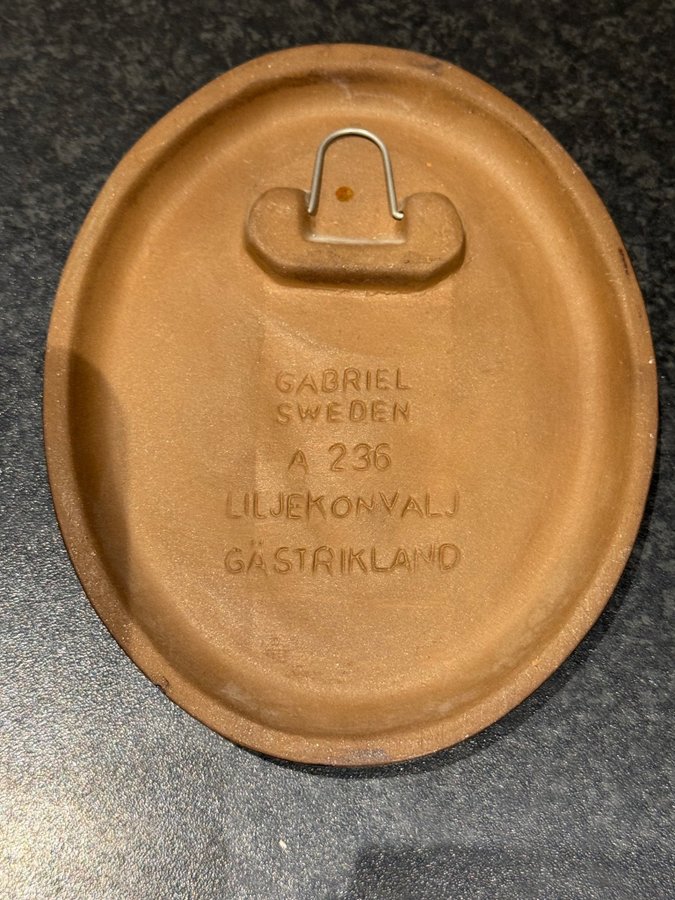 GABRIEL
SWEDEN
A 236
LILJEKONVALJ
GÄSTRIKLAND